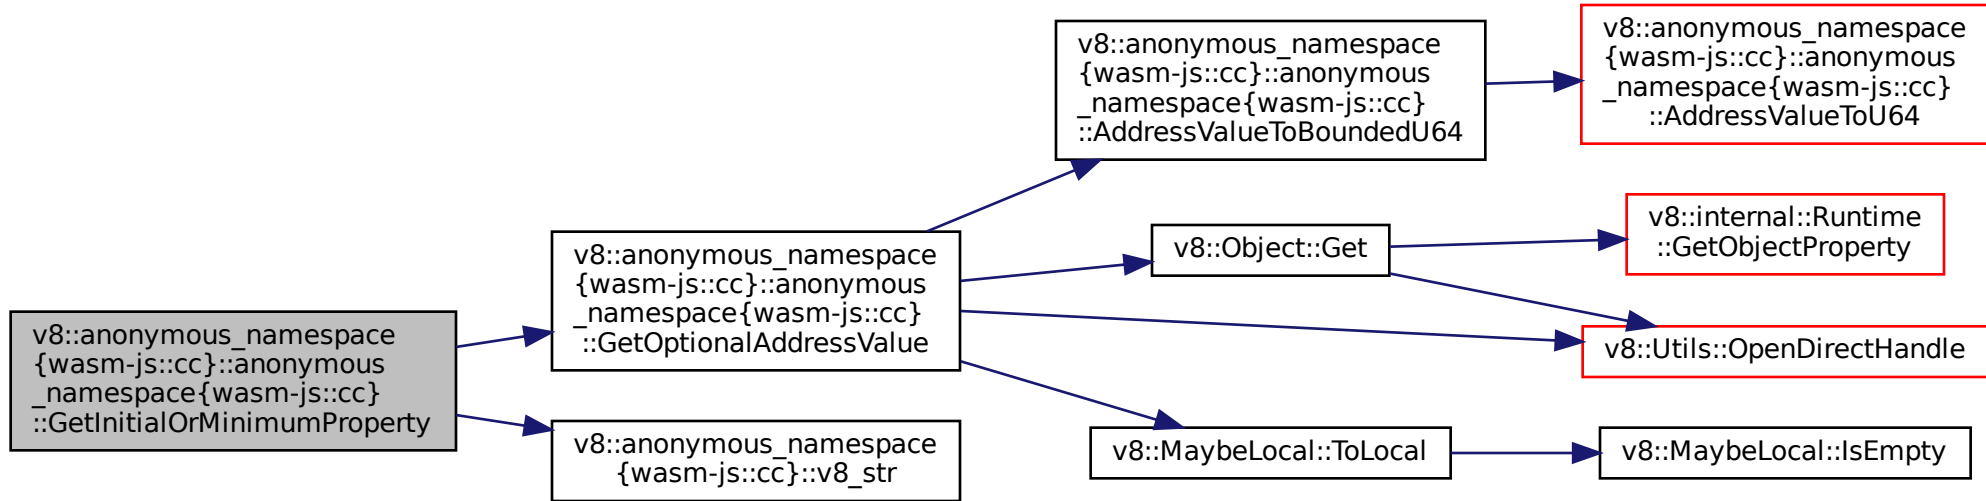 v8::anonymous_namespace
{wasm-js::cc}::anonymous
_namespace{wasm-js::cc}
::GetInitialOrMinimumProperty
v8::anonymous_namespace
{wasm-js::cc}::anonymous
_namespace{wasm-js::cc}
::GetOptionalAddressValue
v8::anonymous_namespace
{wasm-js::cc}::v8_str
v8::anonymous_namespace
{wasm-js::cc}::anonymous
_namespace{wasm-js::cc}
::AddressValueToBoundedU64
v8::Object::Get
v8::MaybeLocal::ToLocal
v8::anonymous_namespace
{wasm-js::cc}::anonymous
_namespace{wasm-js::cc}
::AddressValueToU64
v8::internal::Runtime
::GetObjectProperty
v8::Utils::OpenDirectHandle
v8::MaybeLocal::IsEmpty